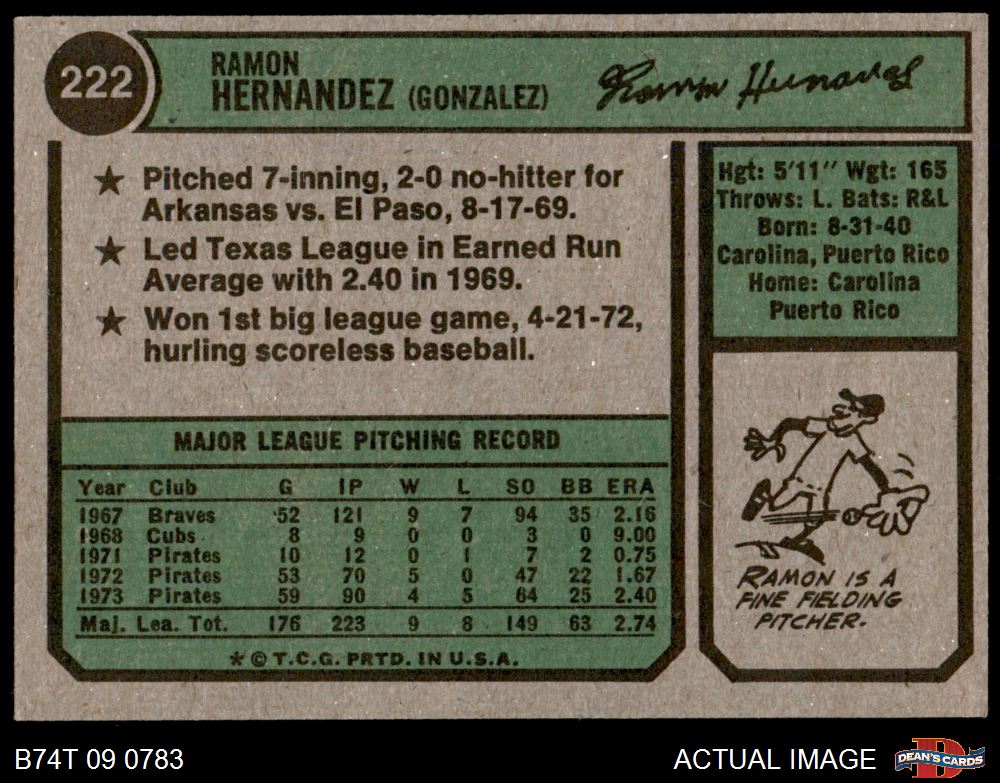 222
RAMON
HERNANDEZ (GONZALEZ)
Ramon Hernandez
★ Pitched 7-inning, 2-0 no-hitter for
Arkansas vs. El Paso, 8-17-69.
★ Led Texas League in Earned Run
Average with 2.40 in 1969.
★ Won 1st big league game, 4-21-72,
hurling scoreless baseball.
Hgt: 5'11" Wgt: 165
Throws: L. Bats: R&L
Born: 8-31-40
Carolina, Puerto Rico
Home: Carolina
Puerto Rico
MAJOR LEAGUE PITCHING RECORD
Year Club G IP W L SO BB ERA
1967 Braves 52 121 9 7 94 35 2.16
1968 Cubs 8 9 0 0 3 0 9.00
1971 Pirates 10 12 0 1 7 2 0.75
1972 Pirates 53 70 5 0 47 22 1.67
1973 Pirates 59 90 4 5 64 25 2.40
Maj. Lea. Tot. 176 223 9 8 149 63 2.74
* © T.C.G. PRTD. IN U.S.A.
RAMON IS A
FINE FIELDING
PITCHER.
B74T 09 0783
ACTUAL IMAGE
DEAN'S CARDS